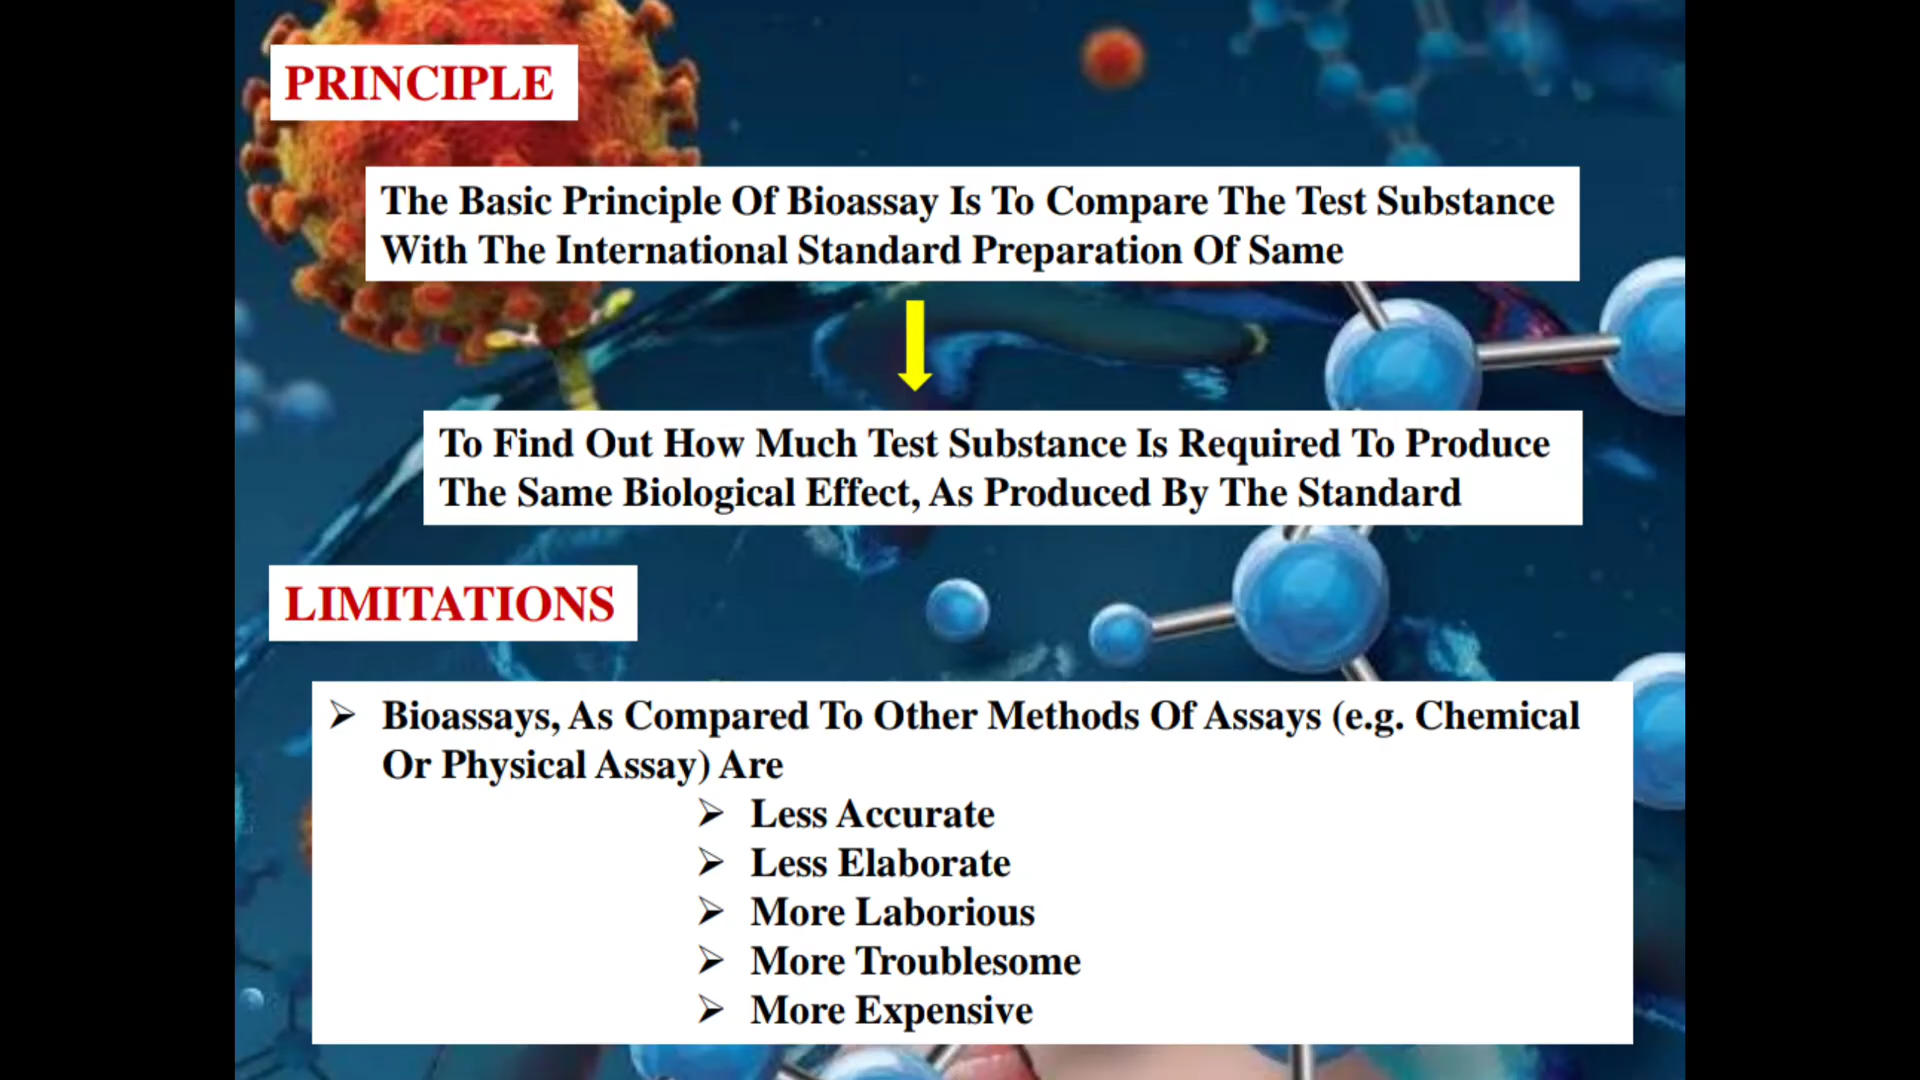 PRINCIPLE
The Basic Principle Of Bioassay Is To Compare The Test Substance
With The International Standard Preparation Of Same
To Find Out How Much Test Substance Is Required To Produce
The Same Biological Effect, As Produced By The Standard
LIMITATIONS
➢ Bioassays, As Compared To Other Methods Of Assays (e.g. Chemical
Or Physical Assay) Are
➢ Less Accurate
➢ Less Elaborate
➢ More Laborious
➢ More Troublesome
➢ More Expensive